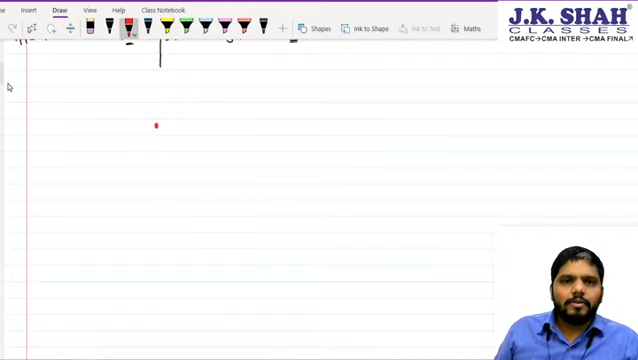 Insert Draw View Help Class Notebook
Shapes Ink to Shape Ink to Text Maths
J.K. SHAH
CLASSES
CMAFC→CMA INTER →CMA FINAL↗